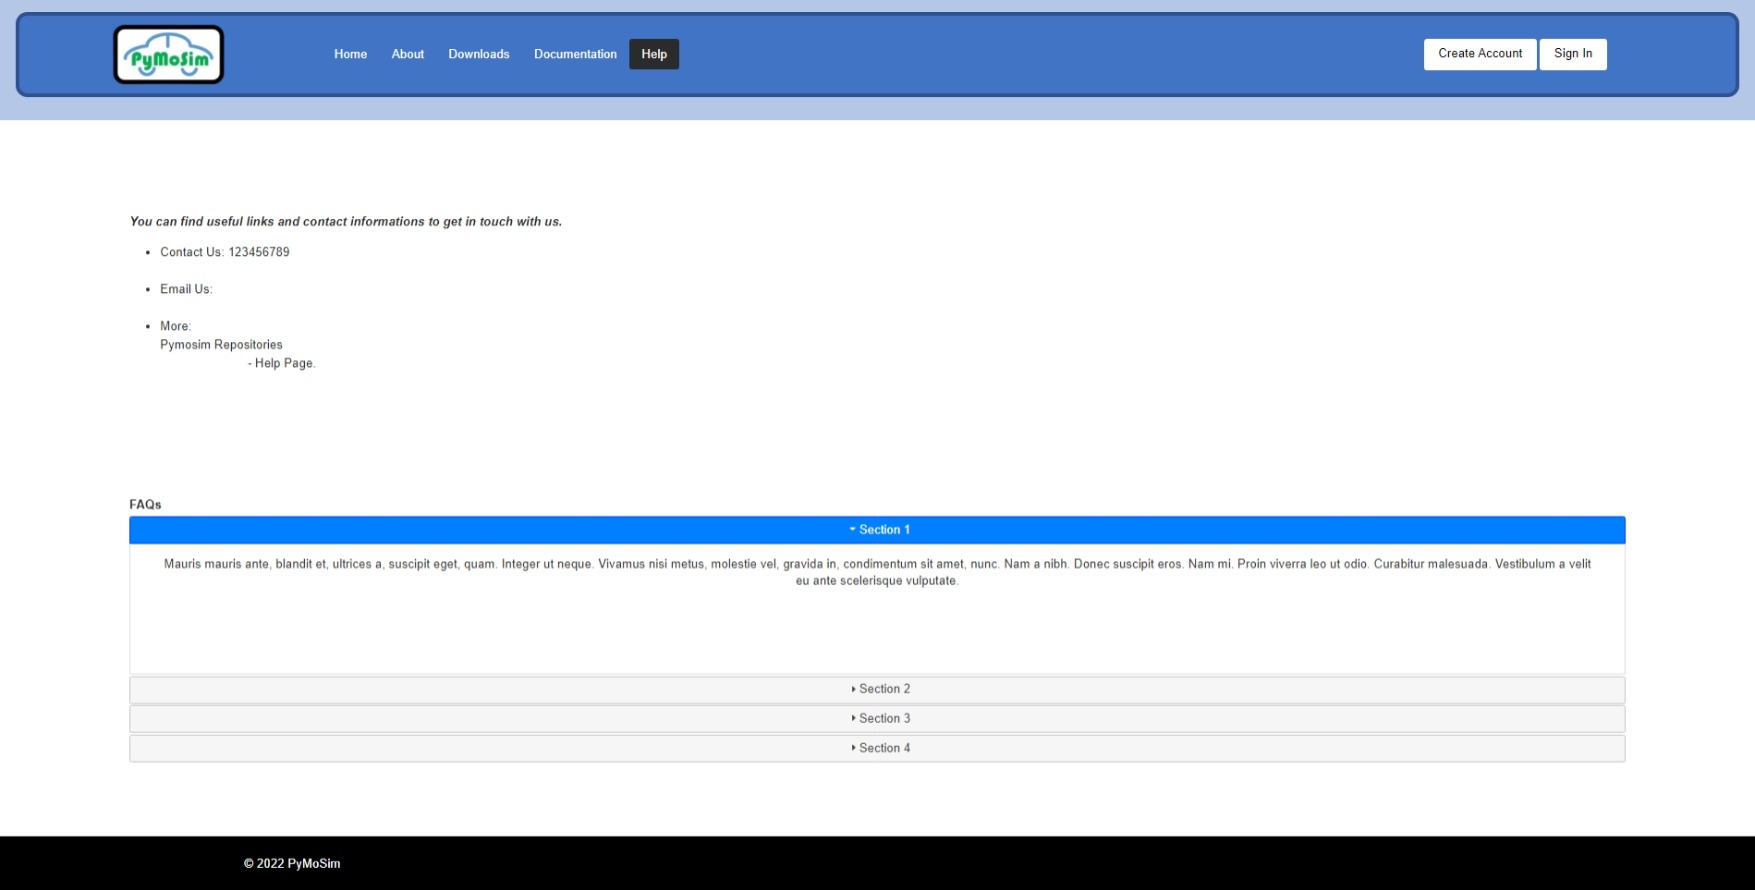 PyMoSim
Home About Downloads Documentation Help
Create Account Sign In
You can find useful links and contact informations to get in touch with us.
• Contact Us: 123456789
• Email Us:
• More:
Pymosim Repositories
- Help Page.
FAQs
Section 1
Mauris mauris ante, blandit et, ultrices a, suscipit eget, quam. Integer ut neque. Vivamus nisi metus, molestie vel, gravida in, condimentum sit amet, nunc. Nam a nibh. Donec suscipit eros. Nam mi. Proin viverra leo ut odio. Curabitur malesuada. Vestibulum a velit
eu ante scelerisque vulputate.
Section 2
Section 3
Section 4
© 2022 PyMoSim